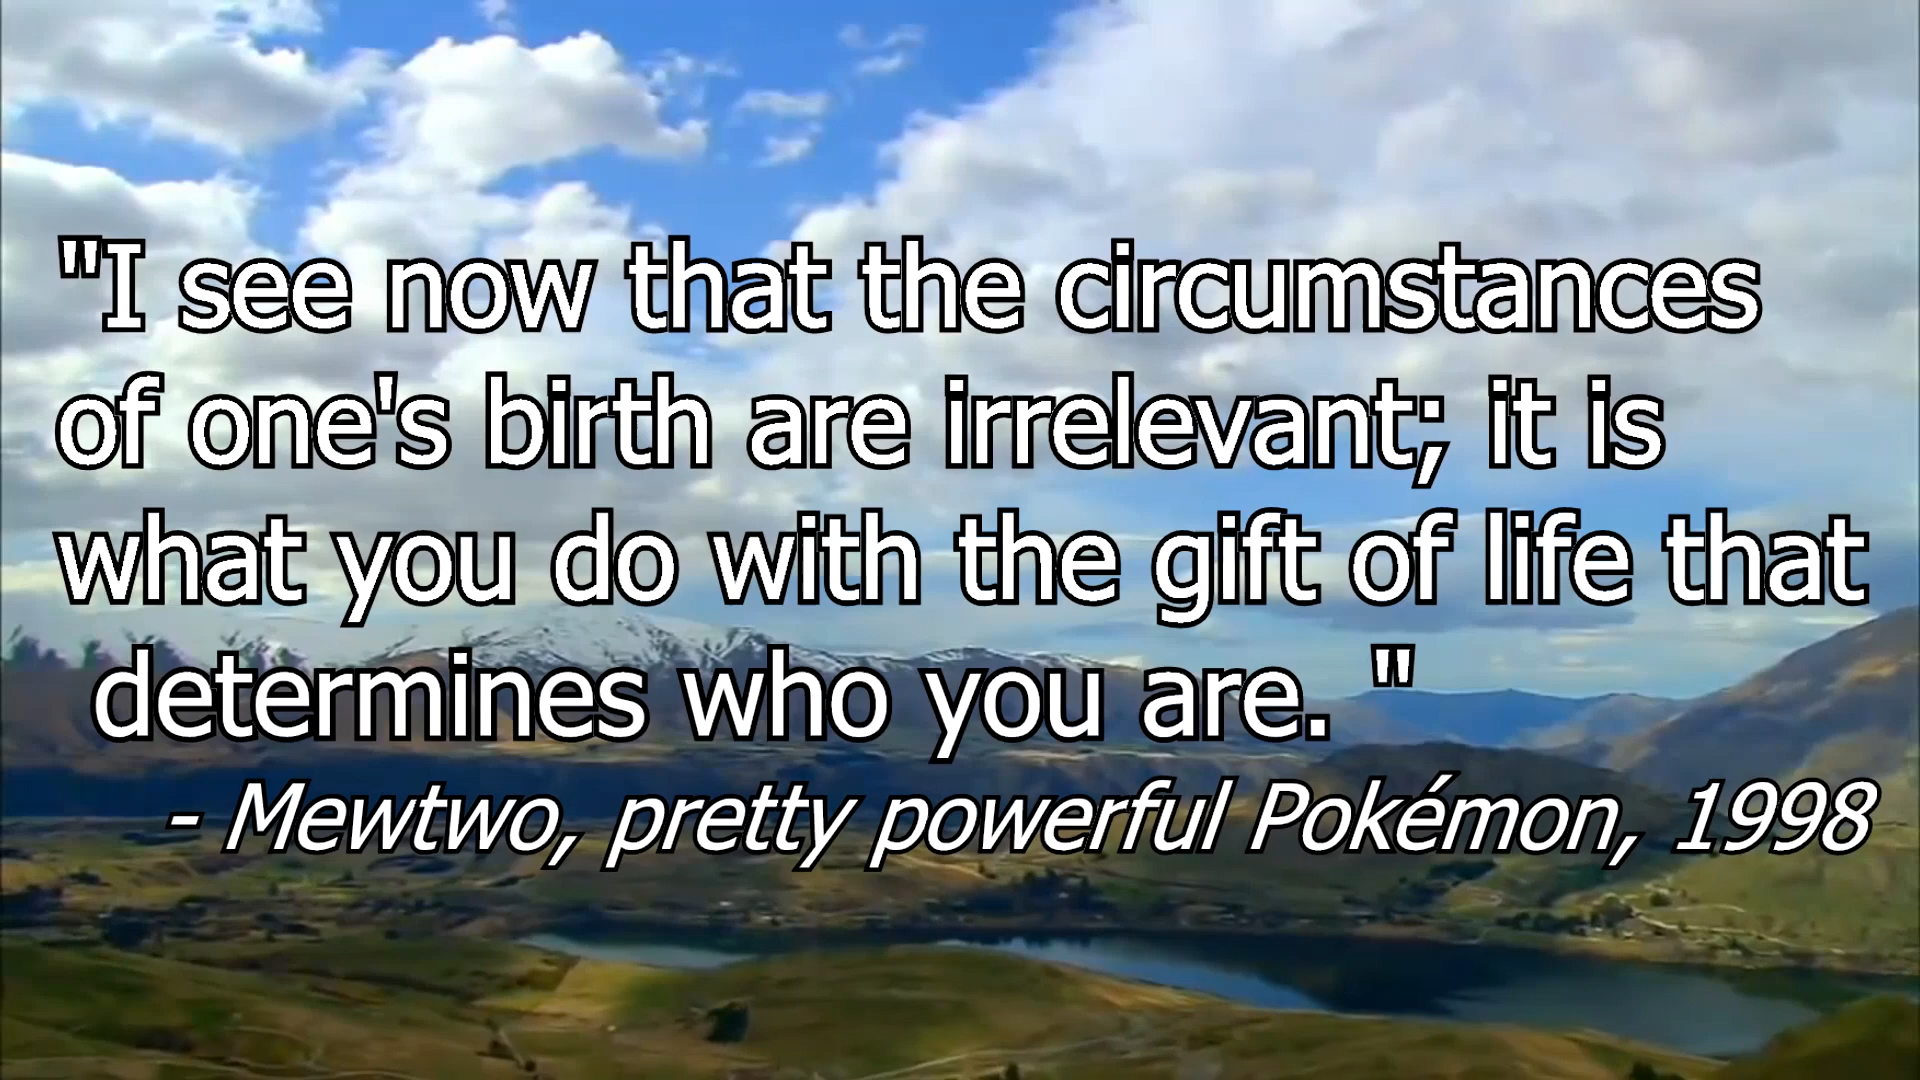 "I see now that the circumstances
of one's birth are irrelevant; it is
what you do with the gift of life that
determines who you are. "
- Mewtwo, pretty powerful Pokémon, 1998